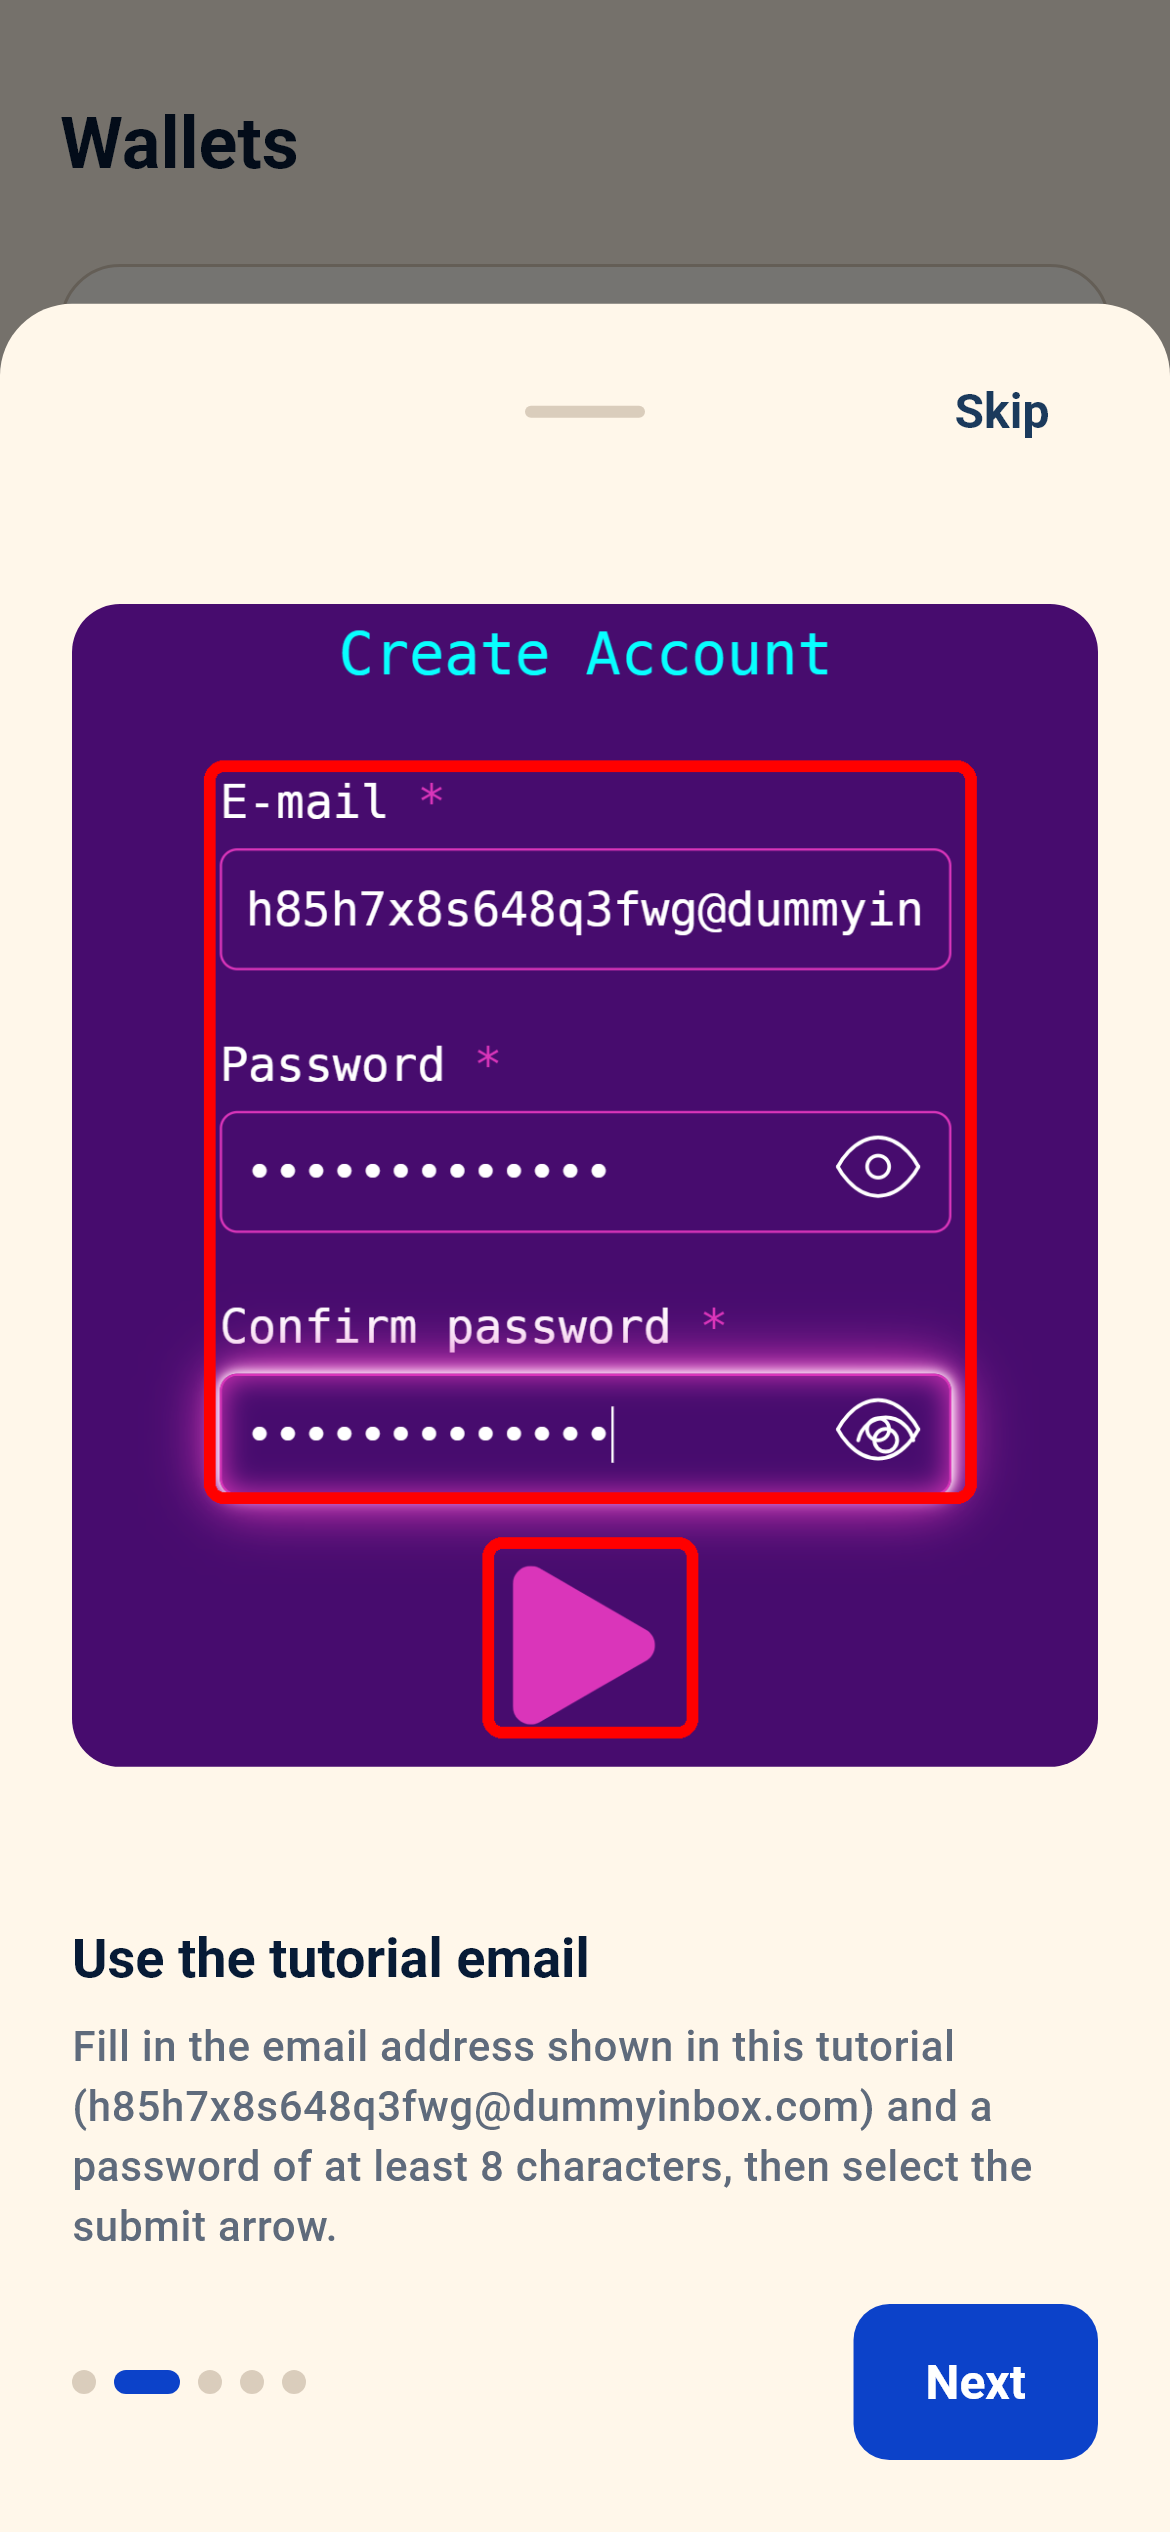 Wallets
Skip
Create Account
E-mail *
h85h7x8s648q3fwg@dummyin
Password *
•••••••••••••
Confirm password *
•••••••••••••
Use the tutorial email
Fill in the email address shown in this tutorial
(h85h7x8s648q3fwg@dummyinbox.com) and a
password of at least 8 characters, then select the
submit arrow.
Next